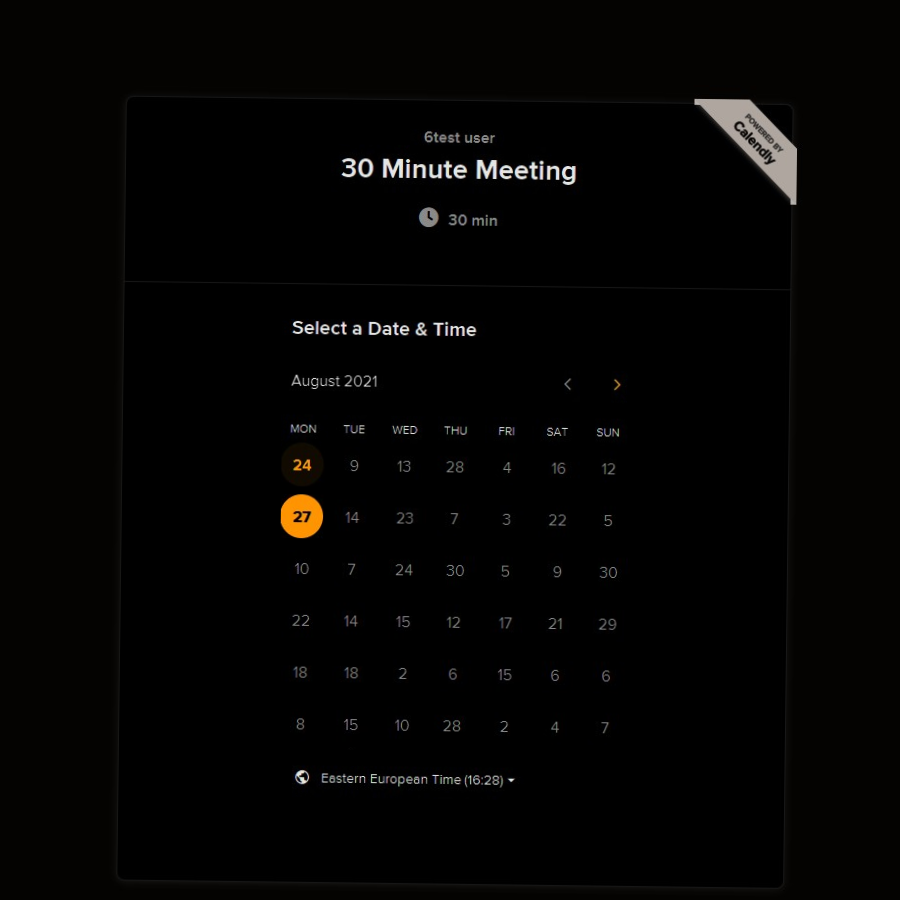 POWERED BY
Calendly
6test user
30 Minute Meeting
30 min
Select a Date & Time
August 2021
MON TUE WED THU FRI SAT SUN
24 9 13 28 4 16 12
27 14 23 7 3 22 5
10 7 24 30 5 9 30
22 14 15 12 17 21 29
18 18 2 6 15 6 6
8 15 10 28 2 4 7
Eastern European Time (16:28)